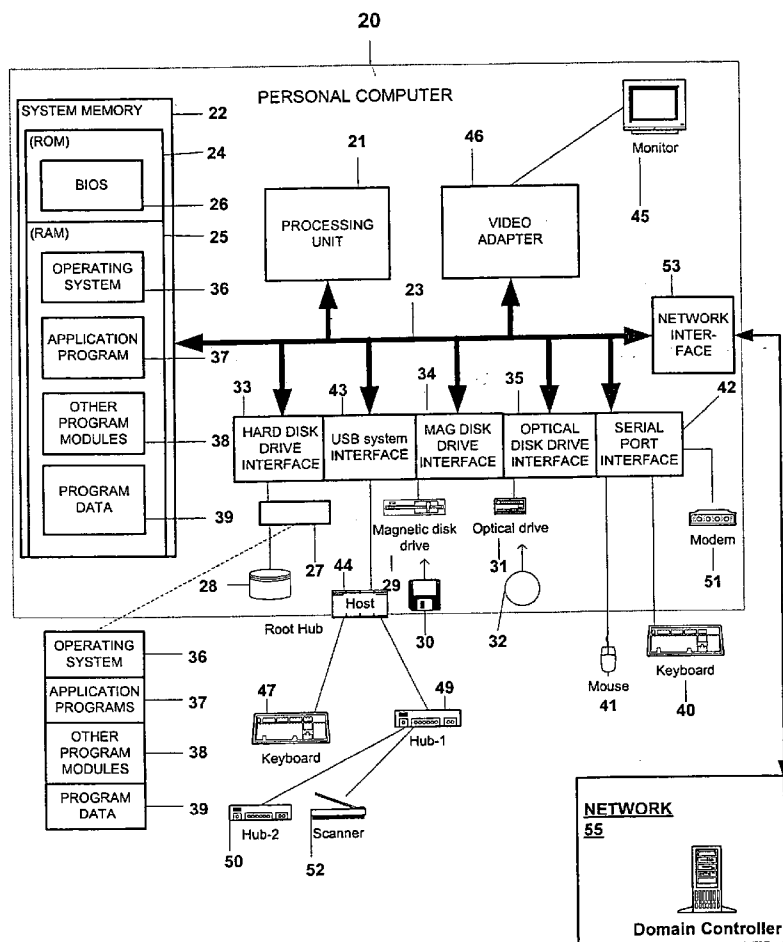 20
PERSONAL COMPUTER
SYSTEM MEMORY
22
(ROM)
24
BIOS
26
(RAM)
25
OPERATING
SYSTEM
36
APPLICATION
PROGRAM
37
OTHER
PROGRAM
MODULES
38
PROGRAM
DATA
39
21
PROCESSING
UNIT
46
VIDEO
ADAPTER
Monitor
45
23
53
NETWORK
INTER-
FACE
33
HARD DISK
DRIVE
INTERFACE
43
USB system
INTERFACE
34
MAG DISK
DRIVE
INTERFACE
35
OPTICAL
DISK DRIVE
INTERFACE
42
SERIAL
PORT
INTERFACE
28
27
44
Host
Root Hub
Magnetic disk
drive
29
30
Optical drive
31
32
Modem
51
Mouse
41
Keyboard
40
OPERATING
SYSTEM
36
APPLICATION
PROGRAMS
37
OTHER
PROGRAM
MODULES
38
PROGRAM
DATA
39
47
Keyboard
49
Hub-1
Hub-2
50
Scanner
52
NETWORK
55
Domain Controller